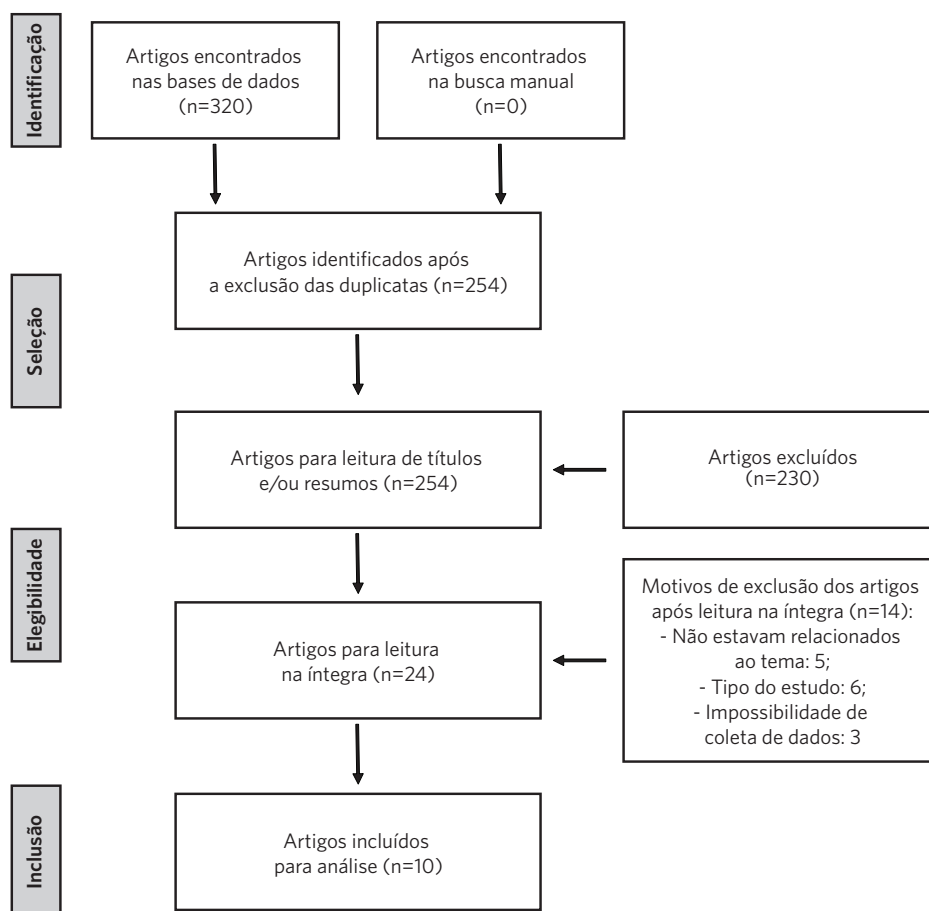 Identificação
Artigos encontrados
nas bases de dados
(n=320)
Artigos encontrados
na busca manual
(n=0)
Artigos identificados após
a exclusão das duplicatas (n=254)
Seleção
Artigos para leitura de títulos
e/ou resumos (n=254)
Artigos excluídos
(n=230)
Elegibilidade
Artigos para leitura
na íntegra (n=24)
Motivos de exclusão dos artigos
após leitura na íntegra (n=14):
- Não estavam relacionados
ao tema: 5;
- Tipo do estudo: 6;
- Impossibilidade de
coleta de dados: 3
Inclusão
Artigos incluídos
para análise (n=10)